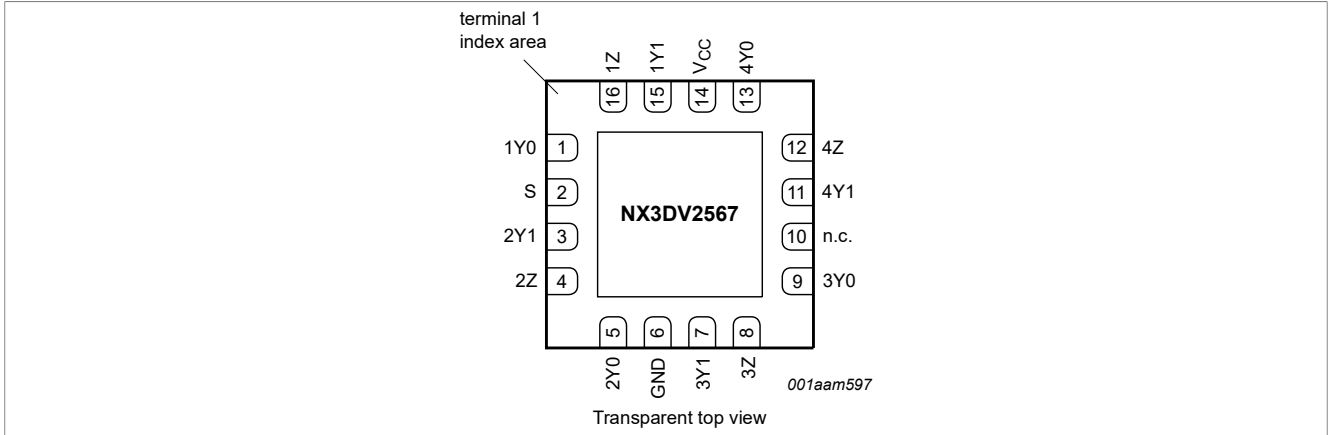 terminal 1
index area
1Z
1Y1
VCC
4Y0
16
15
14
13
1Y0 1
12 4Z
S 2
11 4Y1
2Y1 3
NX3DV2567
10 n.c.
2Z 4
9 3Y0
5
6
7
8
2Y0
GND
3Y1
3Z
001aam597
Transparent top view